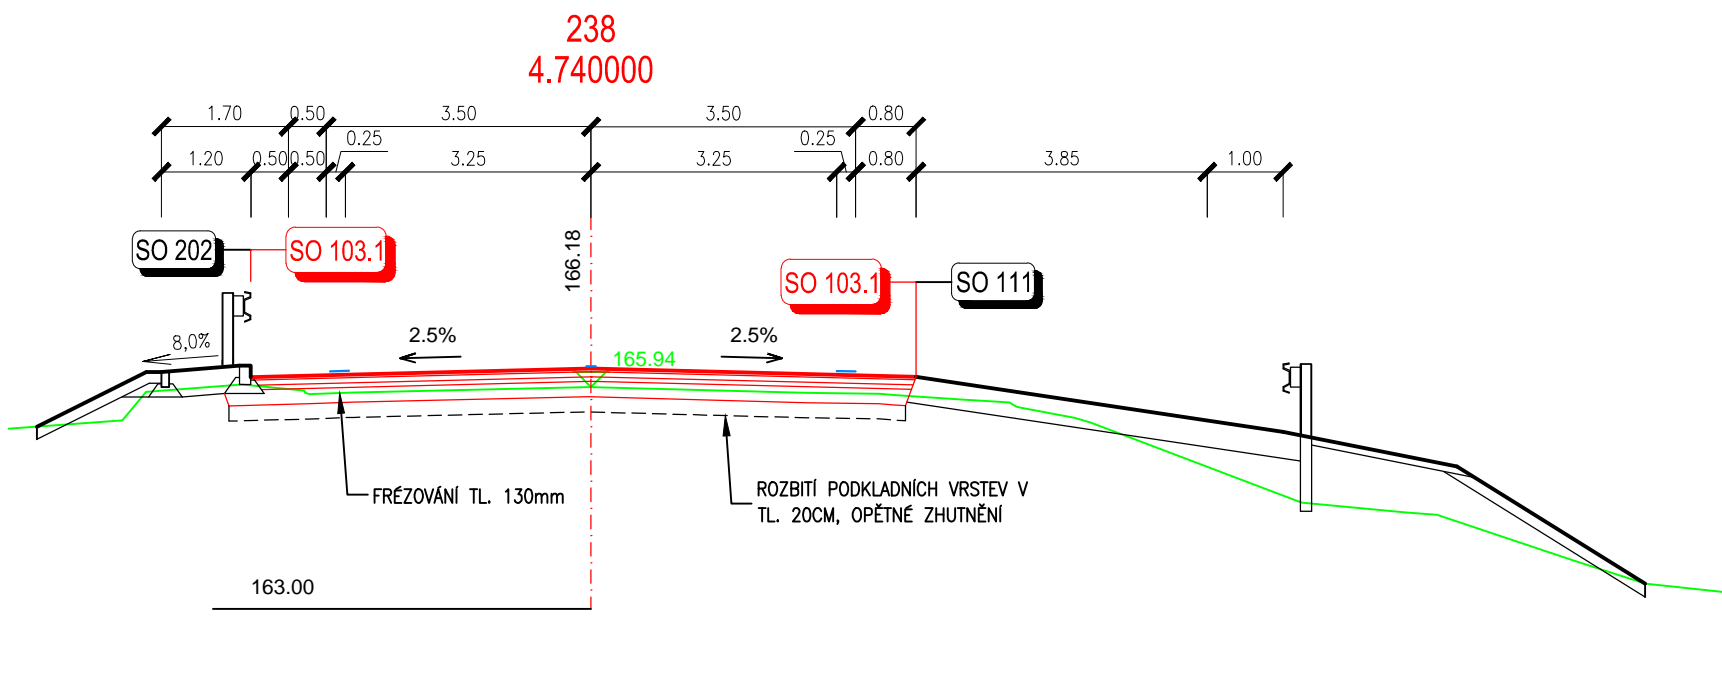 238
4.740000
1.70 0.50 3.50 3.50 0.80
0.25 0.25
1.20 0.50 0.50 3.25 3.25 0.80 3.85 1.00
SO 202 SO 103.1
166.18
SO 103.1 SO 111
8,0% 2.5% 2.5%
165.94
FRÉZOVÁNÍ TL. 130mm
ROZBITÍ PODKLADNÍCH VRSTEV V
TL. 20CM, OPĚTNÉ ZHUTNĚNÍ
163.00